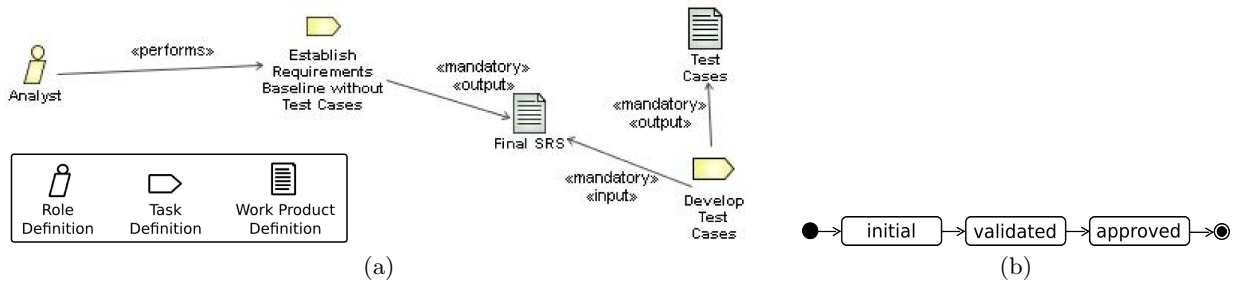 «performs»
Analyst
Establish
Requirements
Baseline without
Test Cases
«mandatory»
«output»
Final SRS
Test
Cases
«mandatory»
«output»
«mandatory»
«input»
Develop
Test
Cases
Role
Definition
Task
Definition
Work Product
Definition
(a)
initial
validated
approved
(b)